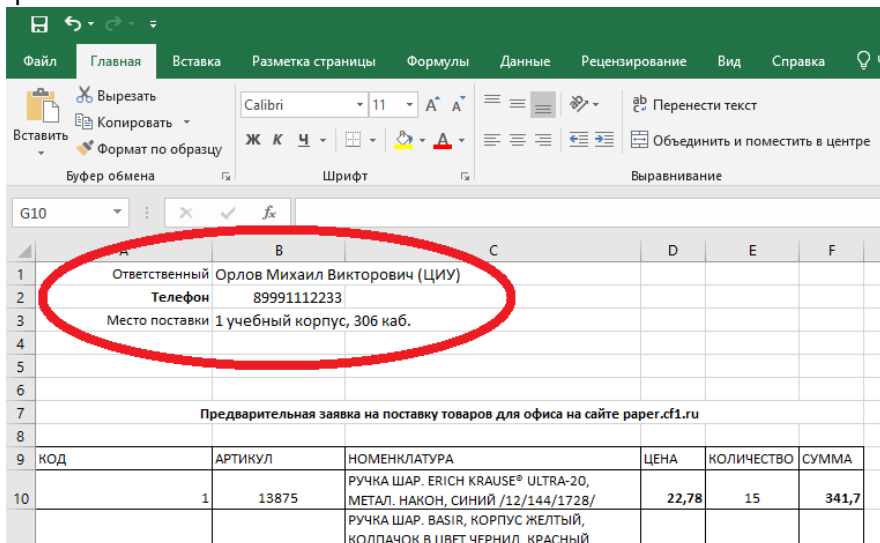 Файл Главная Вставка Разметка страницы Формулы Данные Рецензирование Вид Справка
Вставить
Вырезать
Копировать
Формат по образцу
Буфер обмена
Calibri 11
Ж К Ч
Шрифт
Перенести текст
Объединить и поместить в центре
Выравнивание
G10 fx
A B C D E F
1 Ответственный Орлов Михаил Викторович (ЦИУ)
2 Телефон 89991112233
3 Место поставки 1 учебный корпус, 306 каб.
4
5
6
7 Предварительная заявка на поставку товаров для офиса на сайте paper.cf1.ru
8
9 КОД АРТИКУЛ НОМЕНКЛАТУРА ЦЕНА КОЛИЧЕСТВО СУММА
РУЧКА ШАР. ERICH KRAUSE® ULTRA-20,
10 1 13875 МЕТАЛ. НАКОН, СИНИЙ /12/144/1728/ 22,78 15 341,7
РУЧКА ШАР. BASIR, КОРПУС ЖЕЛТЫЙ,
КОЛПАЧОК В ЦВЕТ ЧЕРНИЛ, КРАСНЫЙ